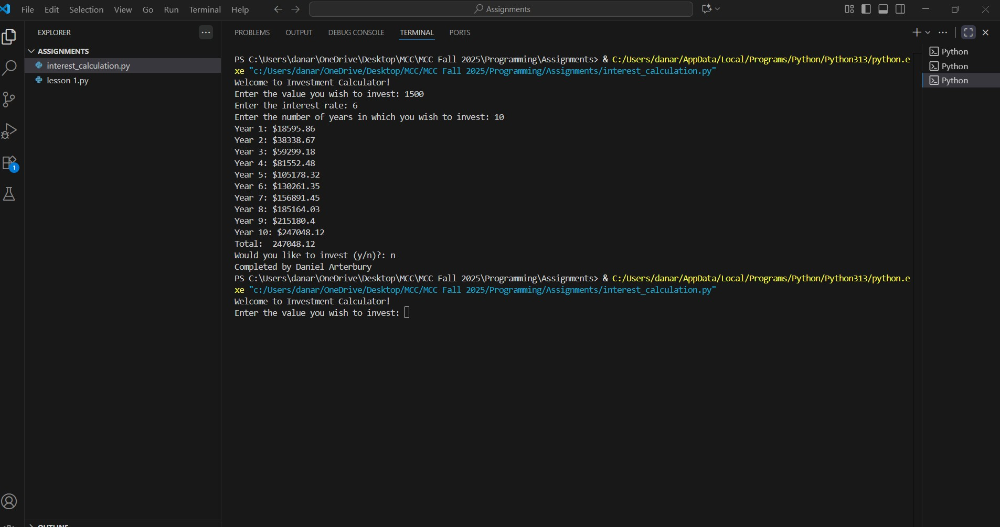 File Edit Selection View Go Run Terminal Help
Assignments
EXPLORER
ASSIGNMENTS
interest_calculation.py
lesson 1.py
1
OUTLINE
PROBLEMS OUTPUT DEBUG CONSOLE TERMINAL PORTS
PS C:\Users\danar\OneDrive\Desktop\MCC\MCC Fall 2025\Programming\Assignments> & C:/Users/danar/AppData/Local/Programs/Python/Python313/python.e
xe "c:/Users/danar/OneDrive/Desktop/MCC/MCC Fall 2025/Programming/Assignments/interest_calculation.py"
Welcome to Investment Calculator!
Enter the value you wish to invest: 1500
Enter the interest rate: 6
Enter the number of years in which you wish to invest: 10
Year 1: $18595.86
Year 2: $38338.67
Year 3: $59299.18
Year 4: $81552.48
Year 5: $105178.32
Year 6: $130261.35
Year 7: $156891.45
Year 8: $185164.03
Year 9: $215180.4
Year 10: $247048.12
Total:  247048.12
Would you like to invest (y/n)?: n
Completed by Daniel Arterbury
PS C:\Users\danar\OneDrive\Desktop\MCC\MCC Fall 2025\Programming\Assignments> & C:/Users/danar/AppData/Local/Programs/Python/Python313/python.e
xe "c:/Users/danar/OneDrive/Desktop/MCC/MCC Fall 2025/Programming/Assignments/interest_calculation.py"
Welcome to Investment Calculator!
Enter the value you wish to invest:
Python
Python
Python